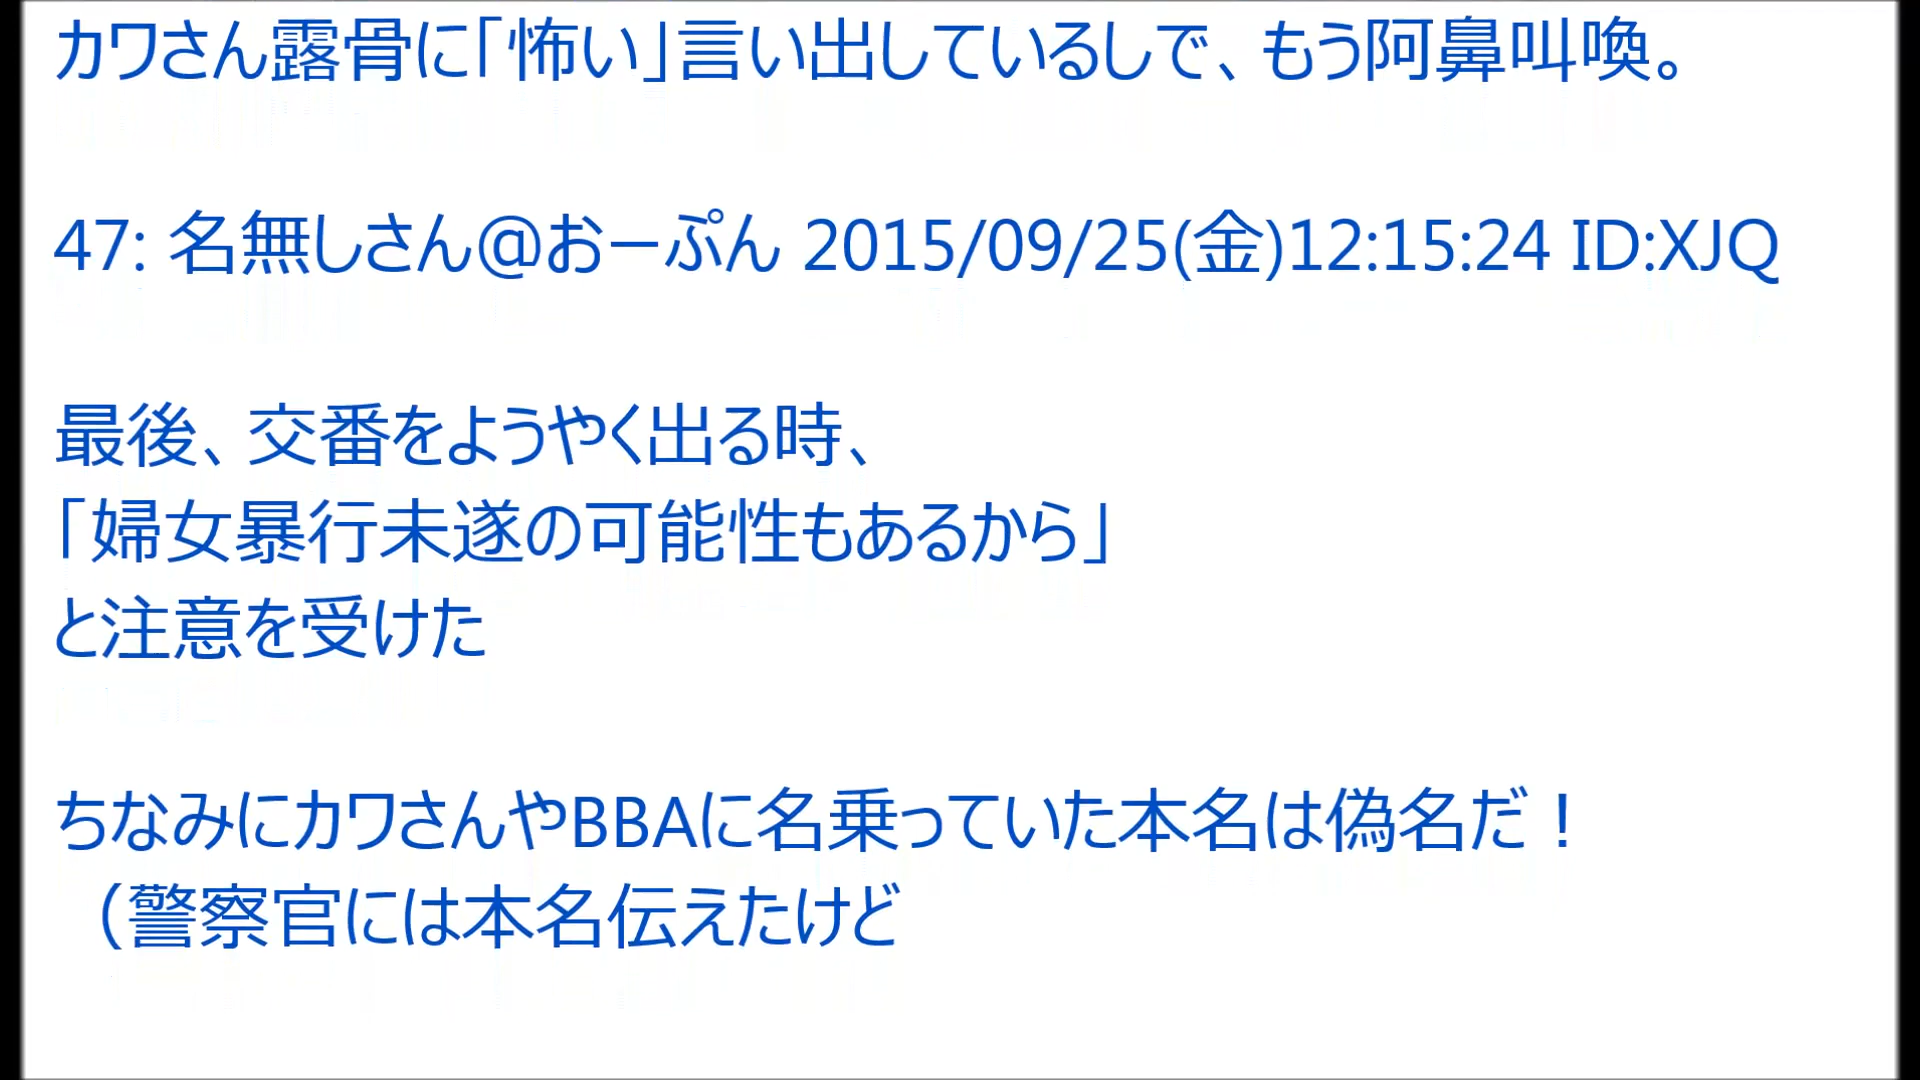 カワさん露骨に「怖い」言い出しているしで、もう阿鼻叫喚。
47: 名無しさん@おーぷん 2015/09/25(金)12:15:24 ID:XJQ
最後、交番をようやく出る時、
「婦女暴行未遂の可能性もあるから」
と注意を受けた
ちなみにカワさんやBBAに名乗っていた本名は偽名だ！
（警察官には本名伝えたけど